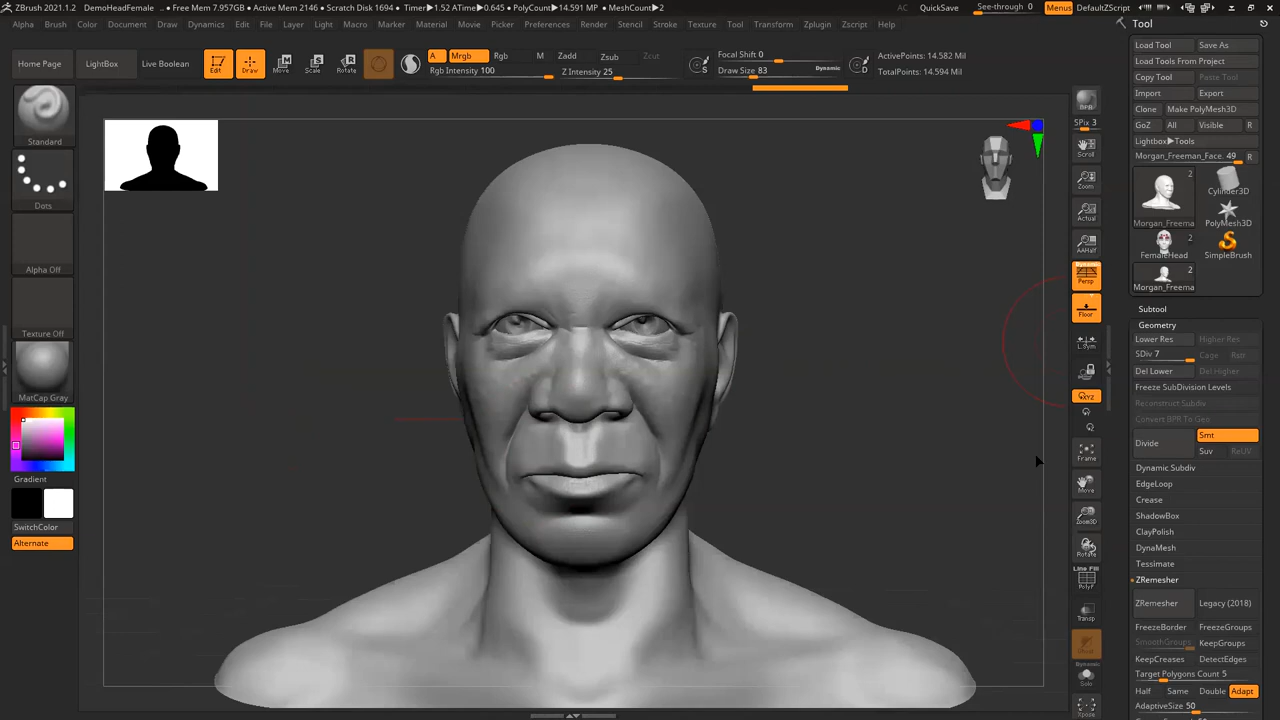 ZBrush 2021.1.2 DemoHeadFemale • Free Mem 7.957GB • Active Mem 2146 • Scratch Disk 1694 • Timer▶1.52 ATime▶0.645 • PolyCount▶14.591 MP • MeshCount▶2 AC QuickSave See-through 0 Menus DefaultZScript
Alpha Brush Color Document Draw Dynamics Edit File Layer Light Macro Marker Material Movie Picker Preferences Render Stencil Stroke Texture Tool Transform Zplugin Zscript Help
Home Page LightBox Live Boolean Edit Draw Move Scale Rotate
A Mrgb Rgb M Zadd Zsub Zcut
Rgb Intensity 100 Z Intensity 25
S Focal Shift 0
Draw Size 83 Dynamic D
ActivePoints: 14.582 Mil
TotalPoints: 14.594 Mil
Standard
Dots
Alpha Off
Texture Off
MatCap Gray
Gradient
SwitchColor
Alternate
BPR
SPix 3
Scroll
Zoom
Actual
AAHalf
Dynamic
Persp
Floor
L.Sym
XYZ
Frame
Move
Zoom3D
Rotate
Line Fill
PolyF
Transp
Dynamic
Solo
Xpose
Tool
Load Tool Save As
Load Tools From Project
Copy Tool Paste Tool
Import Export
Clone Make PolyMesh3D
GoZ All Visible R
Lightbox▶Tools
Morgan_Freeman_Face. 49 R
2
Cylinder3D
Morgan_Freema PolyMesh3D
2
FemaleHead SimpleBrush
2
Morgan_Freema
Subtool
Geometry
Lower Res Higher Res
SDiv 7 Cage Rstr
Del Lower Del Higher
Freeze SubDivision Levels
Reconstruct Subdiv
Convert BPR To Geo
Divide Smt
Suv ReUV
Dynamic Subdiv
EdgeLoop
Crease
ShadowBox
ClayPolish
DynaMesh
Tessimate
ZRemesher
ZRemesher Legacy (2018)
FreezeBorder FreezeGroups
SmoothGroups KeepGroups
KeepCreases DetectEdges
Target Polygons Count 5
Half Same Double Adapt
AdaptiveSize 50